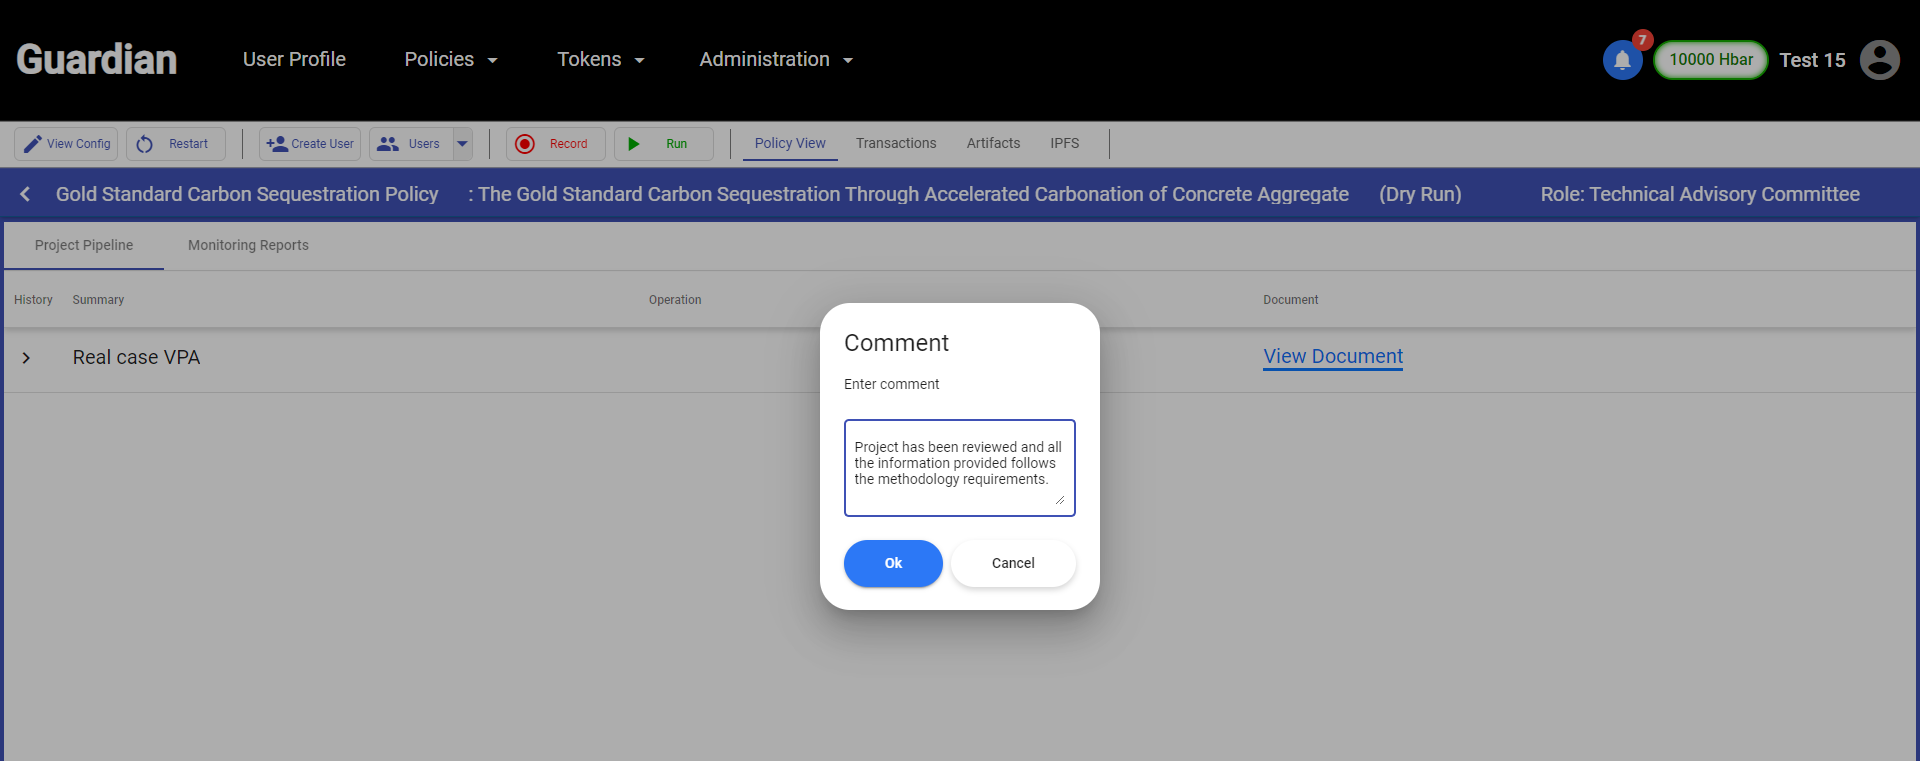 Guardian
User Profile
Policies
Tokens
Administration
7
10000 Hbar
Test 15
View Config
Restart
Create User
Users
Record
Run
Policy View
Transactions
Artifacts
IPFS
Gold Standard Carbon Sequestration Policy : The Gold Standard Carbon Sequestration Through Accelerated Carbonation of Concrete Aggregate (Dry Run) Role: Technical Advisory Committee
Project Pipeline
Monitoring Reports
History
Summary
Operation
Document
Real case VPA
View Document
Comment
Enter comment
Project has been reviewed and all
the information provided follows
the methodology requirements.
Ok
Cancel